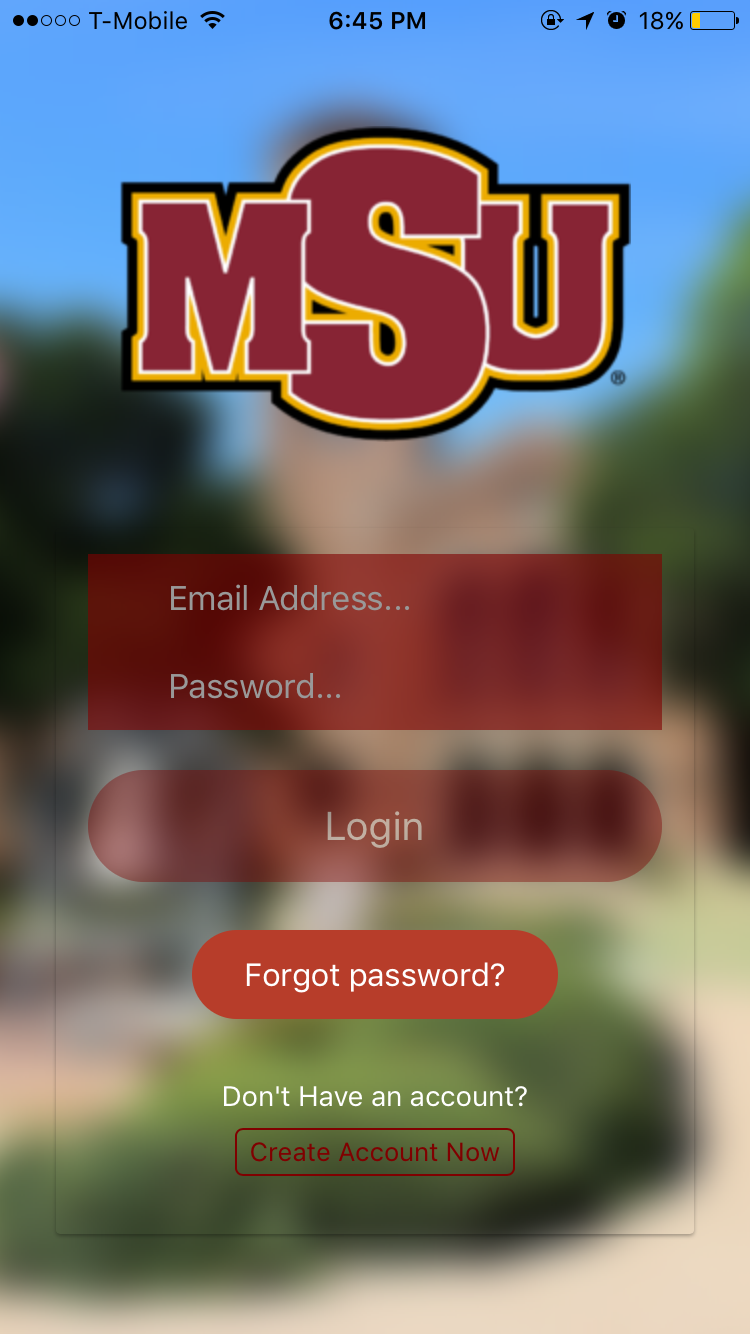 T-Mobile 6:45 PM 18%
MSU
®
Email Address...
Password...
Login
Forgot password?
Don't Have an account?
Create Account Now